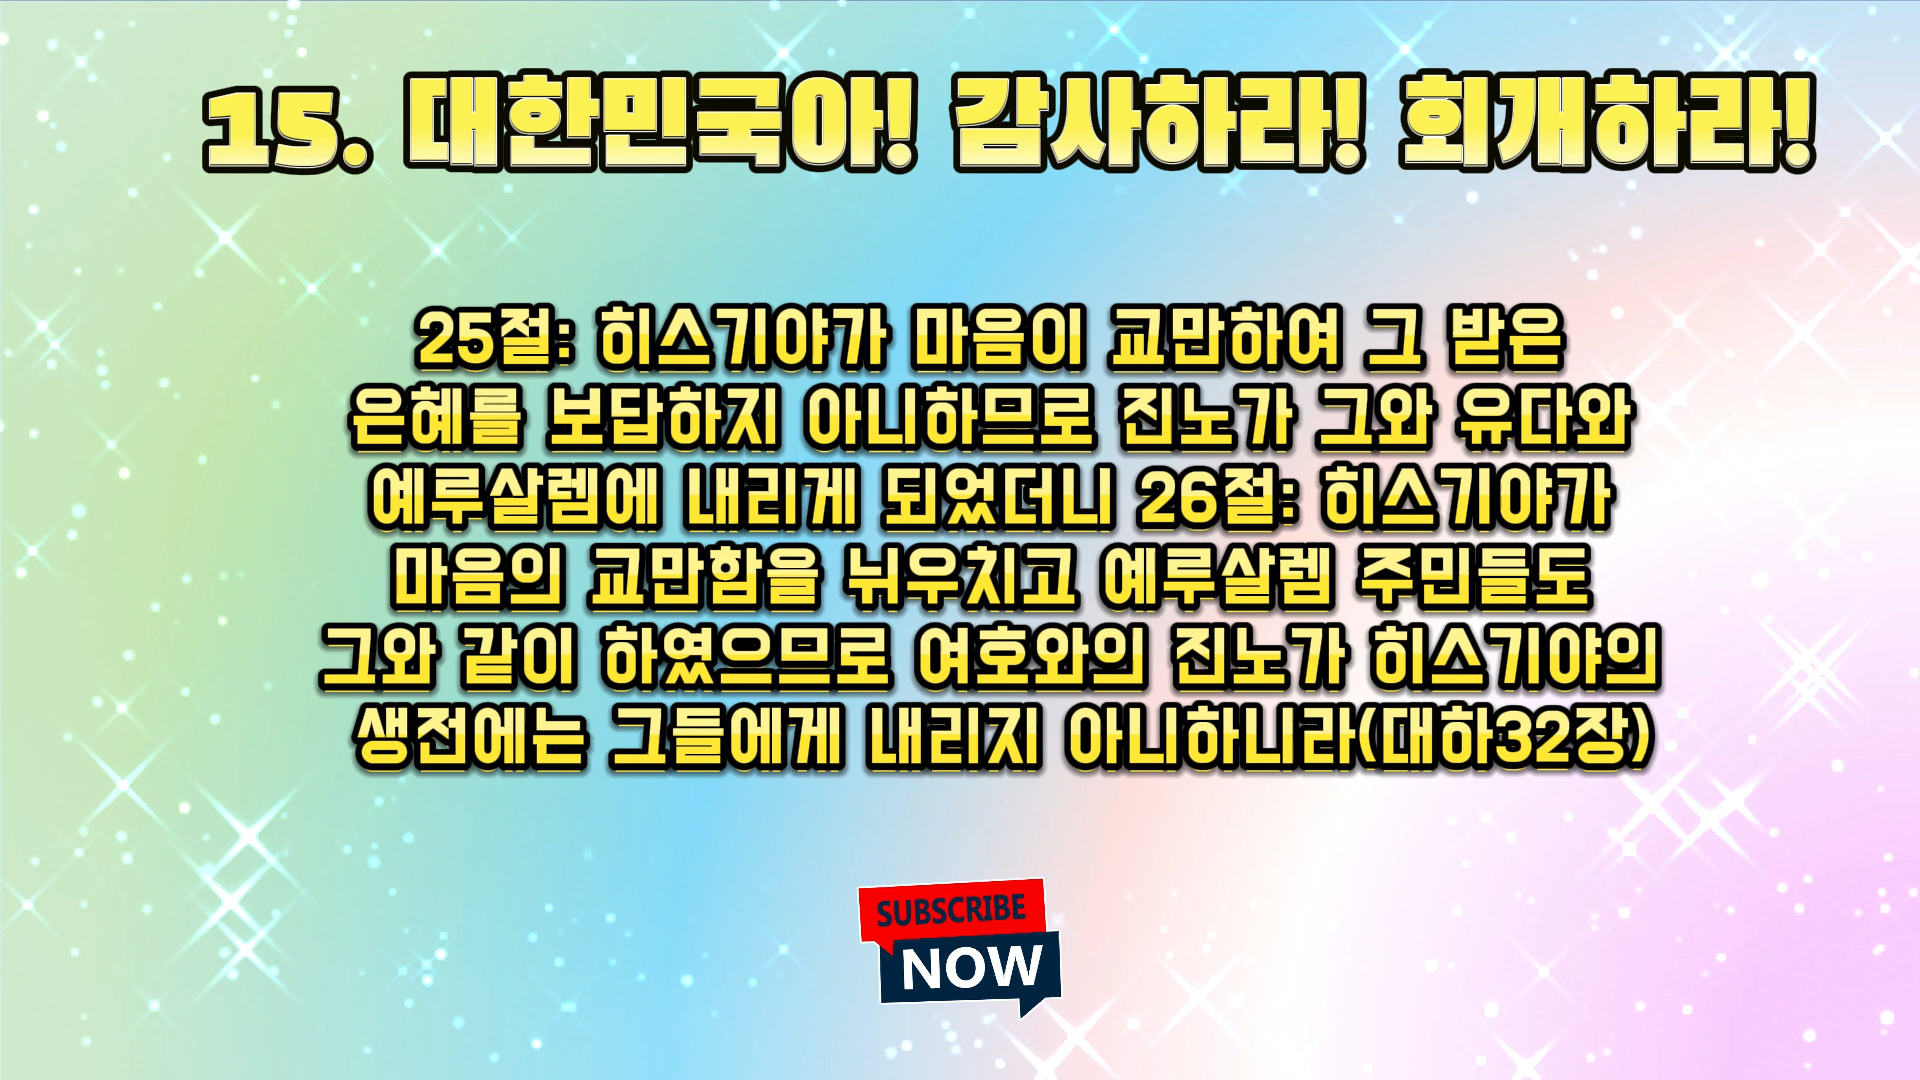 15. 대한민국아! 감사하라! 회개하라!
25절: 히스기야가 마음이 교만하여 그 받은
은혜를 보답하지 아니하므로 진노가 그와 유다와
예루살렘에 내리게 되었더니 26절: 히스기야가
마음의 교만함을 뉘우치고 예루살렘 주민들도
그와 같이 하였으므로 여호와의 진노가 히스기야의
생전에는 그들에게 내리지 아니하니라(대하32장)
SUBSCRIBE
NOW